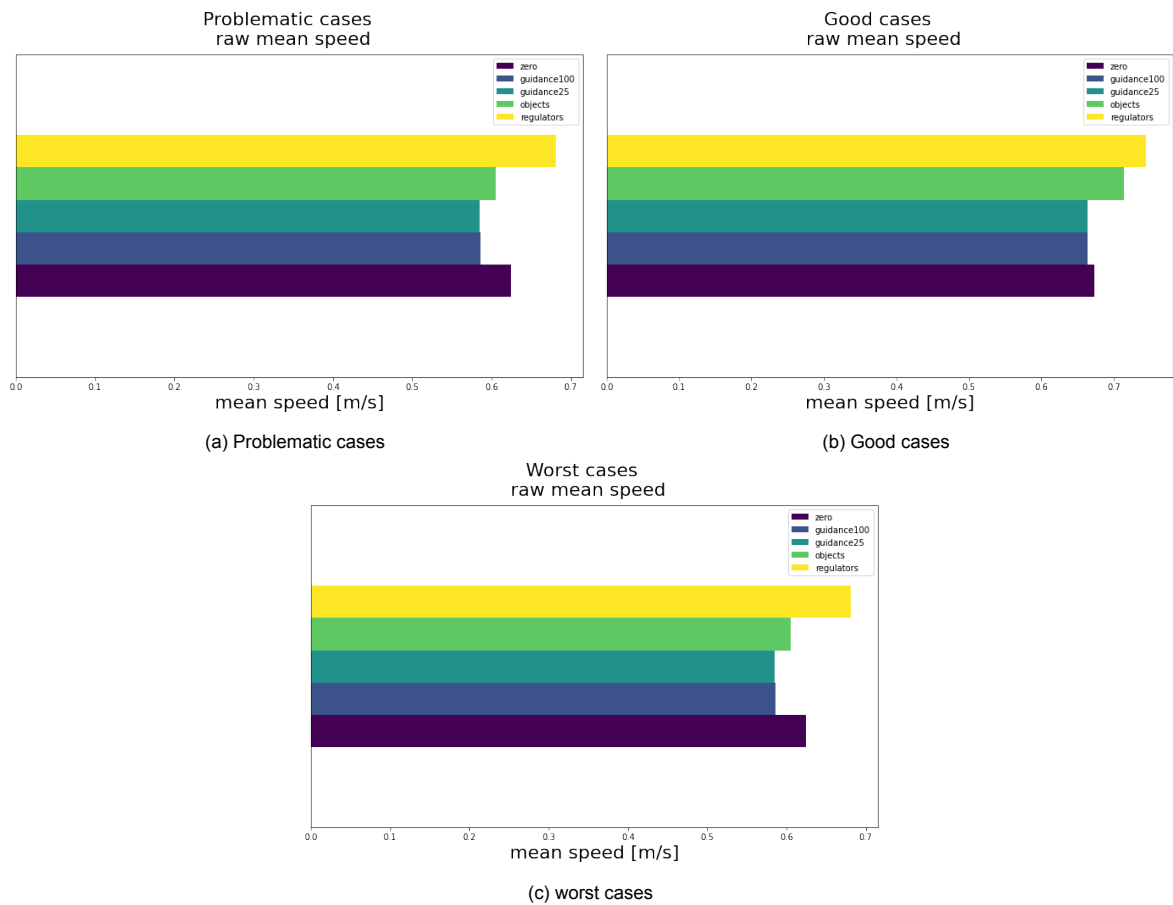 Problematic cases
raw mean speed
zero
guidance100
guidance25
objects
regulators
0.0 0.1 0.2 0.3 0.4 0.5 0.6 0.7
mean speed [m/s]
(a) Problematic cases
Good cases
raw mean speed
zero
guidance100
guidance25
objects
regulators
0.0 0.1 0.2 0.3 0.4 0.5 0.6 0.7
mean speed [m/s]
(b) Good cases
Worst cases
raw mean speed
zero
guidance100
guidance25
objects
regulators
0.0 0.1 0.2 0.3 0.4 0.5 0.6 0.7
mean speed [m/s]
(c) worst cases